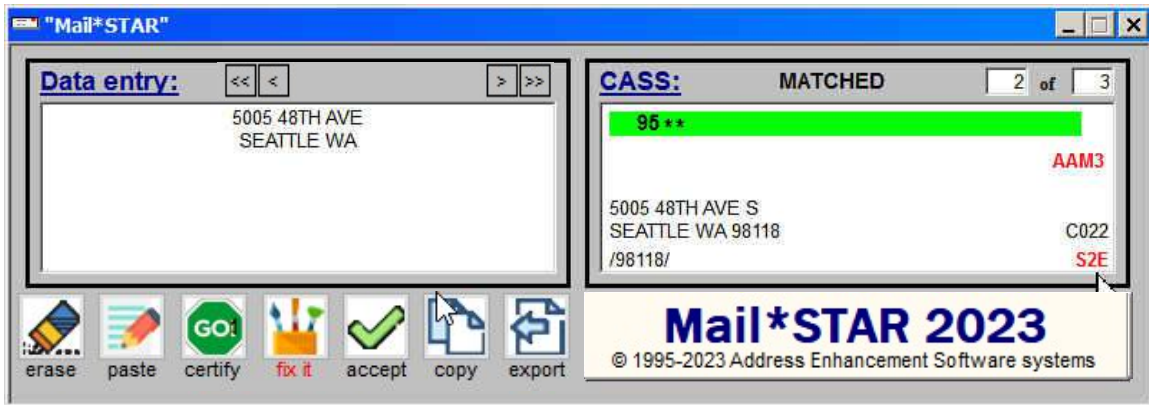 "Mail*STAR"
Data entry: << < > >>
5005 48TH AVE
SEATTLE WA
CASS: MATCHED 2 of 3
95**
AAM3
5005 48TH AVE S
SEATTLE WA 98118 C022
/98118/ S2E
GO!
erase paste certify fix it accept copy export
Mail*STAR 2023
© 1995-2023 Address Enhancement Software systems